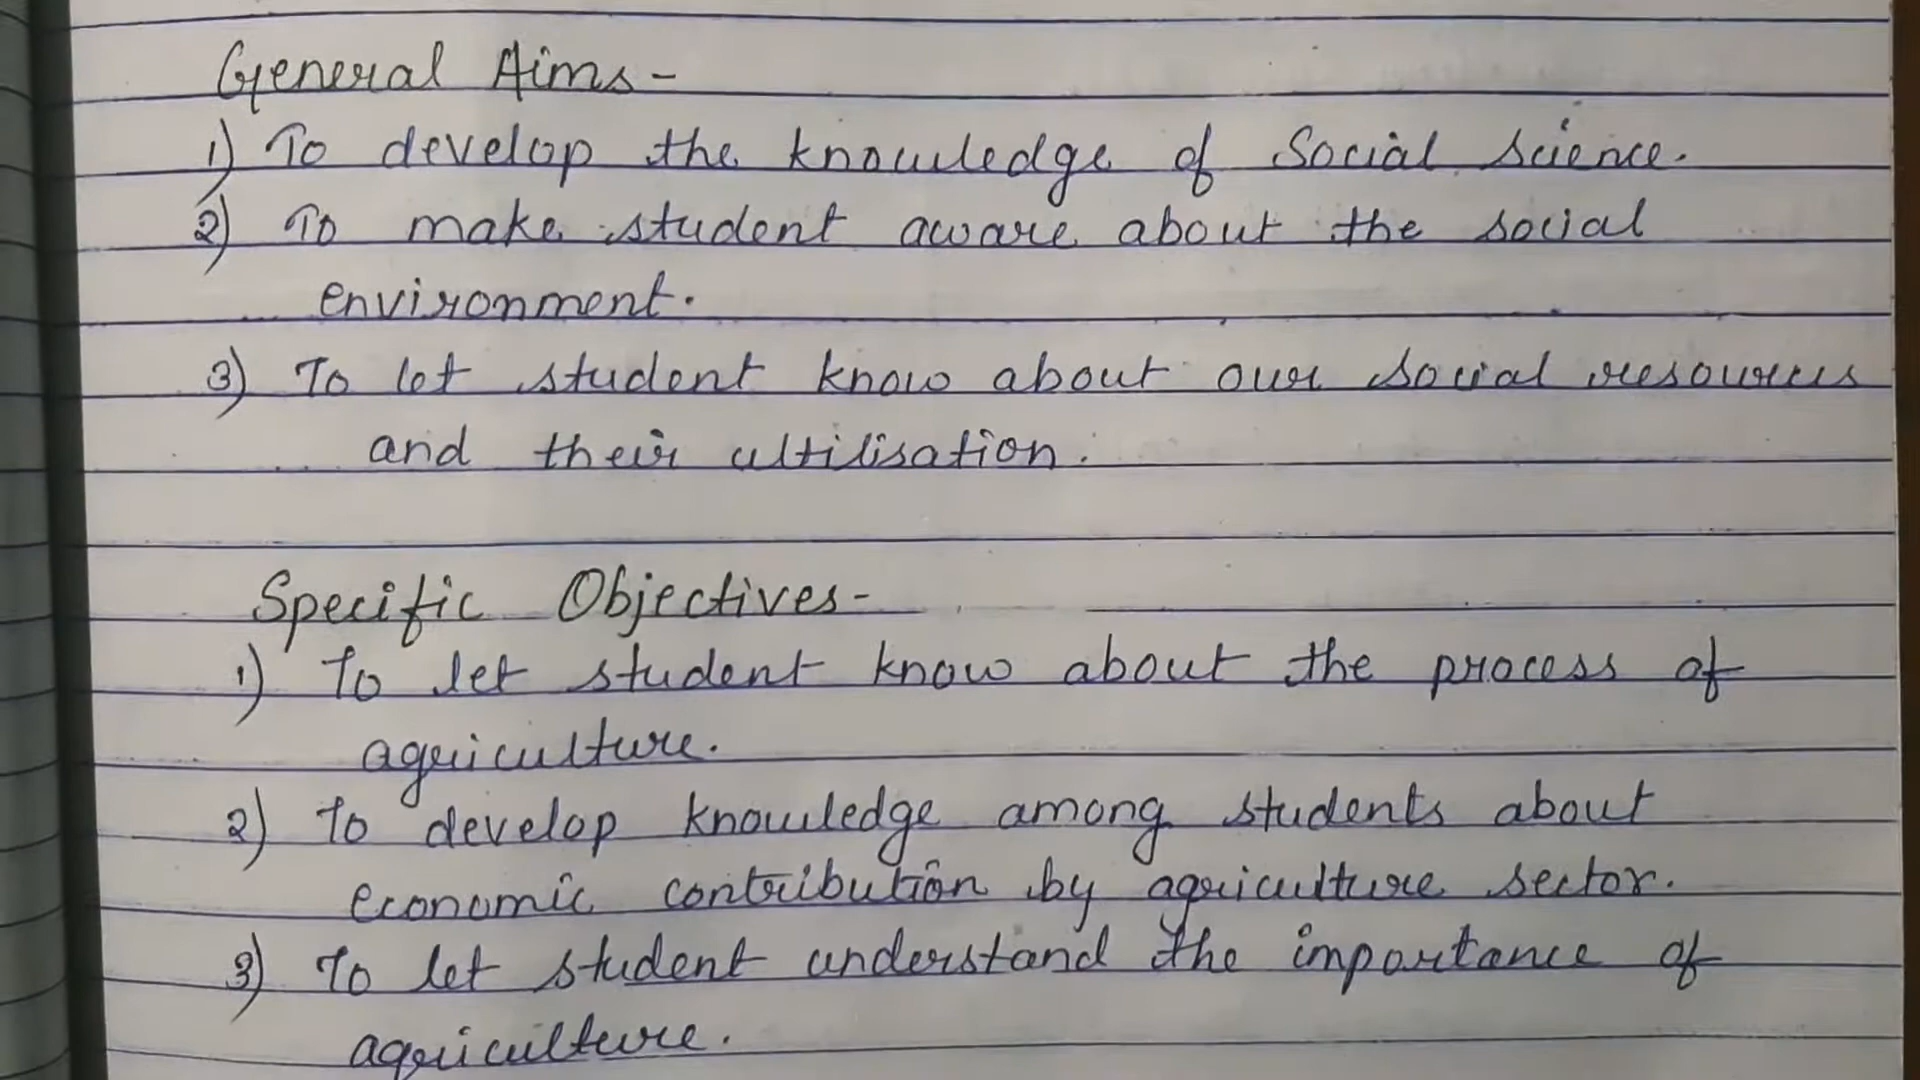 General Aims -
1) To develop the knowledge of Social Science.
2) To make student aware about the social
environment.
3) To let student know about our social resources
and their ultilisation.
Specific Objectives -
1) To let student know about the process of
agriculture.
2) To develop knowledge among students about
economic contribution by agriculture sector.
3) To let student understand the importance of
agriculture.